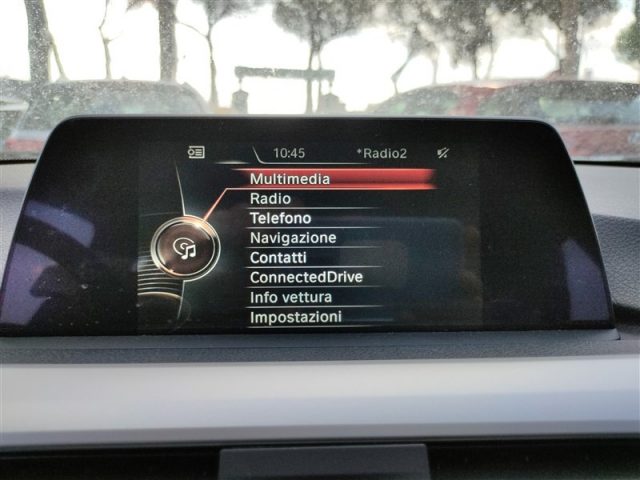 10:45 *Radio2
Multimedia
Radio
Telefono
Navigazione
Contatti
ConnectedDrive
Info vettura
Impostazioni